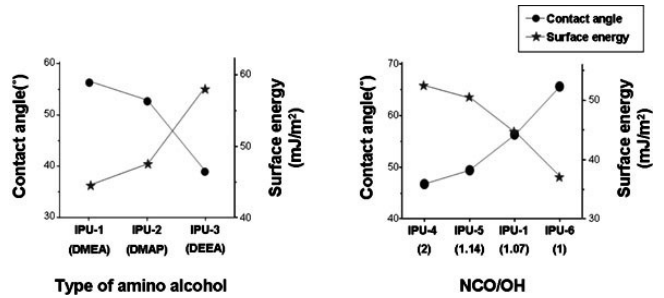 Contact angle
Surface energy
Contact angle(°)
60
50
40
30
60
50
40
Surface energy
(mJ/m²)
IPU-1 IPU-2 IPU-3
(DMEA) (DMAP) (DEEA)
Type of amino alcohol
Contact angle(°)
70
60
50
40
50
40
30
Surface energy
(mJ/m²)
IPU-4 IPU-5 IPU-1 IPU-6
(2) (1.14) (1.07) (1)
NCO/OH